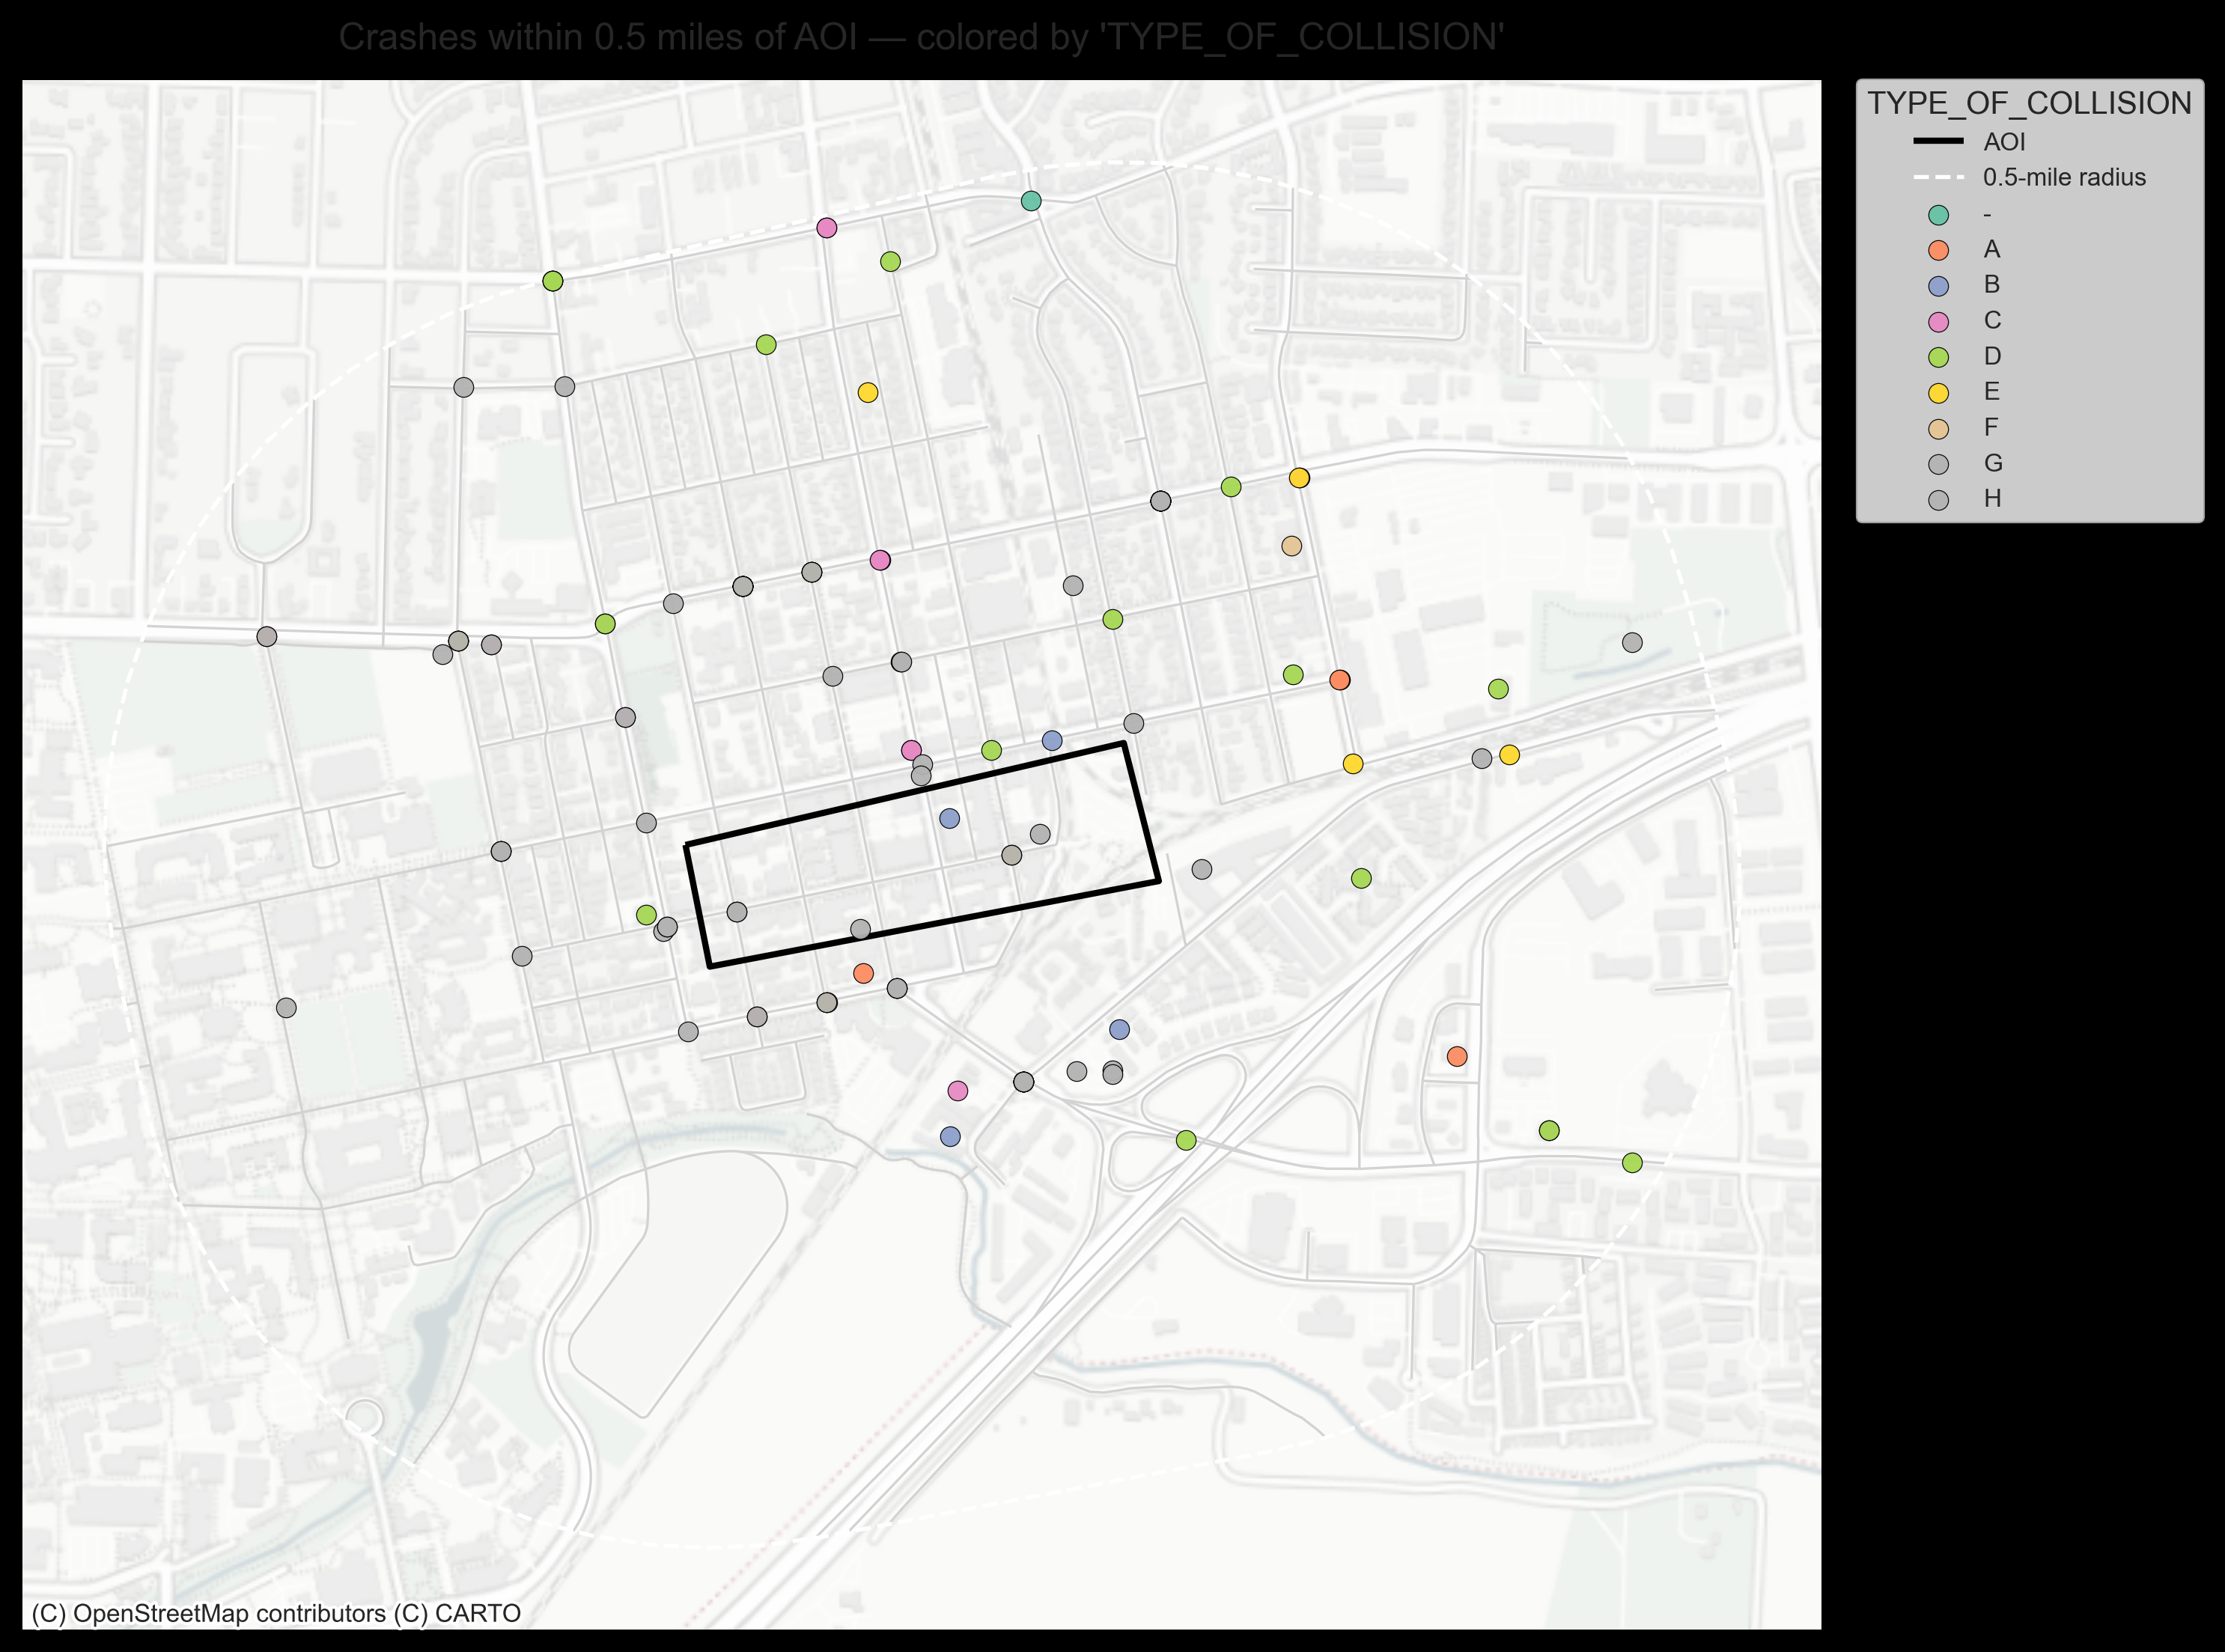 Crashes within 0.5 miles of AOI — colored by 'TYPE_OF_COLLISION'
TYPE_OF_COLLISION
AOI
0.5-mile radius
-
A
B
C
D
E
F
G
H
(C) OpenStreetMap contributors (C) CARTO